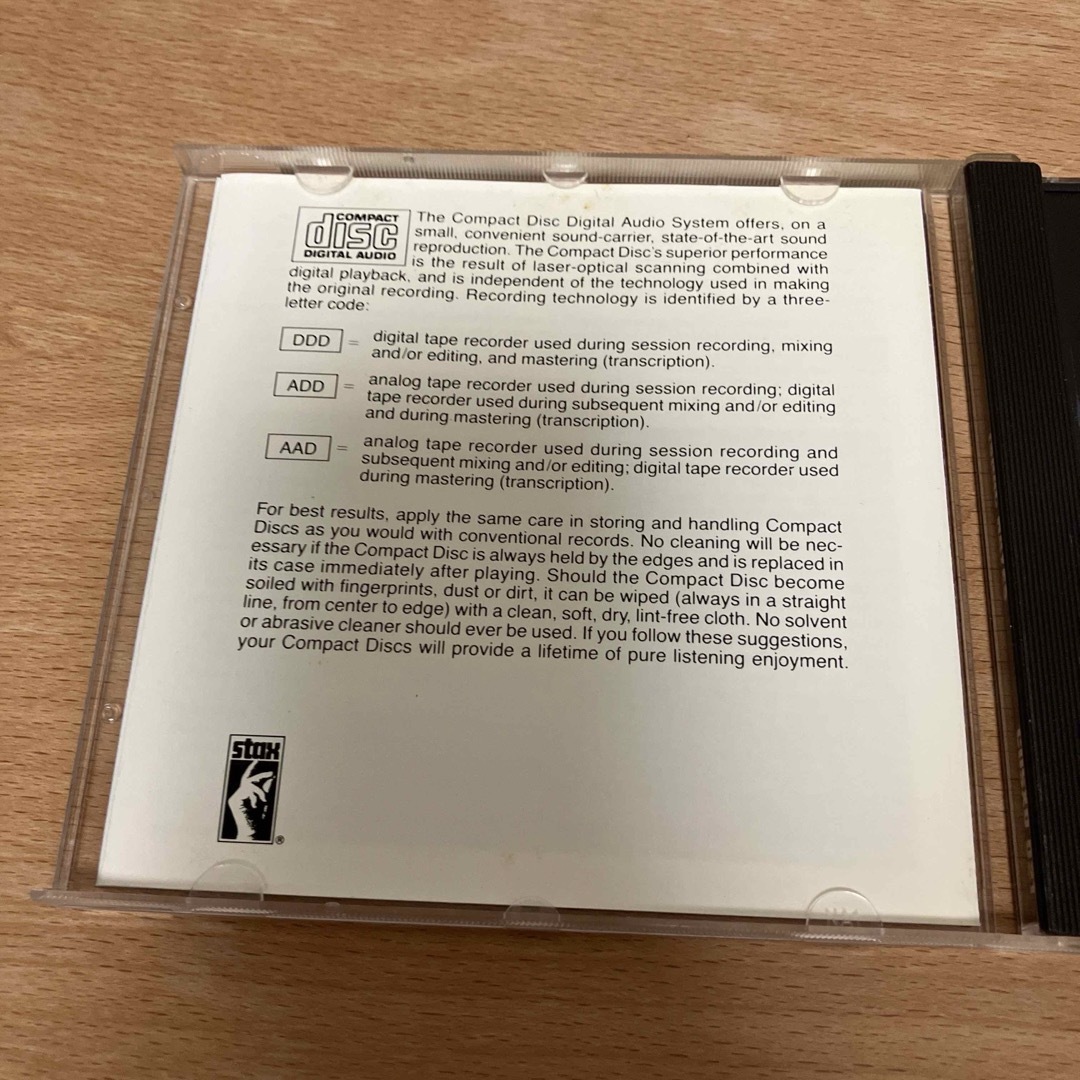 COMPACT
disc
DIGITAL AUDIO
The Compact Disc Digital Audio System offers, on a
small, convenient sound-carrier, state-of-the-art sound
reproduction. The Compact Disc's superior performance
is the result of laser-optical scanning combined with
digital playback, and is independent of the technology used in making
the original recording. Recording technology is identified by a three-
letter code:
DDD = digital tape recorder used during session recording, mixing
and/or editing, and mastering (transcription).
ADD = analog tape recorder used during session recording; digital
tape recorder used during subsequent mixing and/or editing
and during mastering (transcription).
AAD = analog tape recorder used during session recording and
subsequent mixing and/or editing; digital tape recorder used
during mastering (transcription).
For best results, apply the same care in storing and handling Compact
Discs as you would with conventional records. No cleaning will be nec-
essary if the Compact Disc is always held by the edges and is replaced in
its case immediately after playing. Should the Compact Disc become
soiled with fingerprints, dust or dirt, it can be wiped (always in a straight
line, from center to edge) with a clean, soft, dry, lint-free cloth. No solvent
or abrasive cleaner should ever be used. If you follow these suggestions,
your Compact Discs will provide a lifetime of pure listening enjoyment.
stax
®